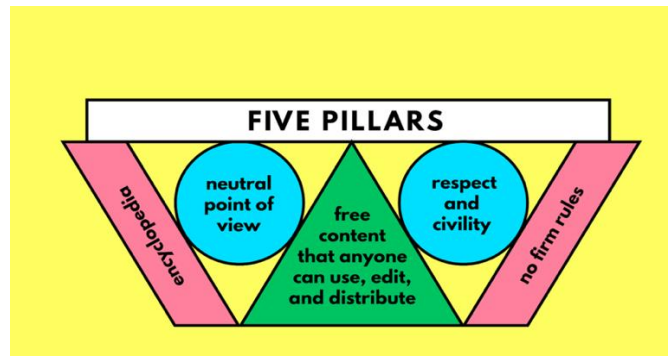 FIVE PILLARS
encyclopedia
neutral
point of
view
free
content
that anyone
can use, edit,
and distribute
respect
and
civility
no firm rules